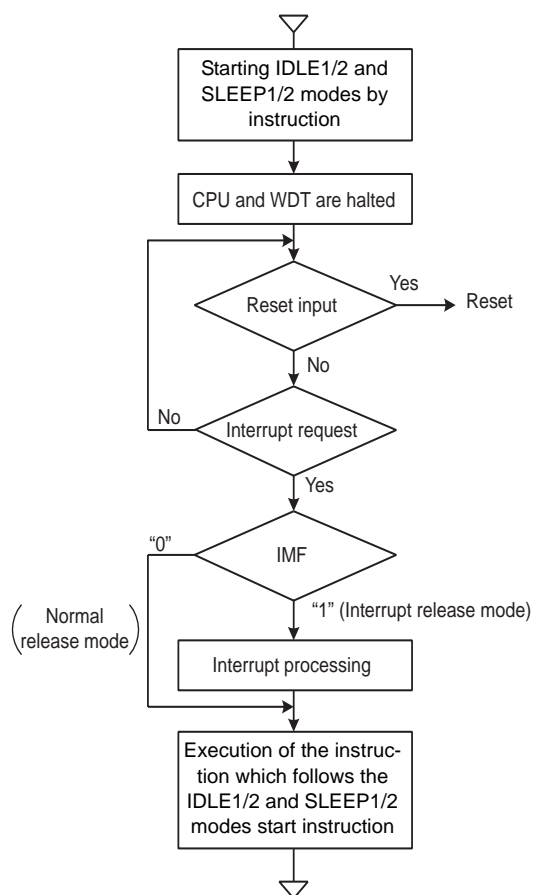 Starting IDLE1/2 and
SLEEP1/2 modes by
instruction
CPU and WDT are halted
Reset input
Yes
Reset
No
No
Interrupt request
Yes
“0”
IMF
Normal
release mode
“1” (Interrupt release mode)
Interrupt processing
Execution of the instruc-
tion which follows the
IDLE1/2 and SLEEP1/2
modes start instruction